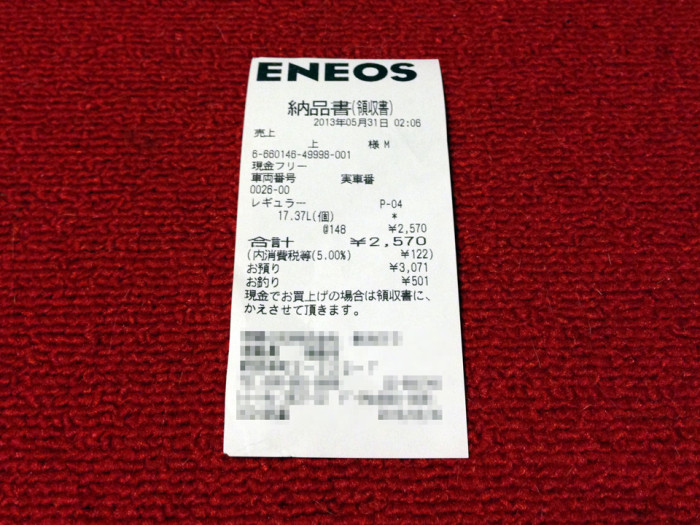 ENEOS
納品書(領収書)
2013年05月31日 02:06
売上
上 様 M
6-660146-49998-001
現金フリー
車両番号 実車番
0026-00
レギュラー P-04
17.37L(個) *
@148 ¥2,570
合計 ¥2,570
(内消費税等(5.00%) ¥122)
お預り ¥3,071
お釣り ¥501
現金でお買上げの場合は領収書に、
かえさせて頂きます。